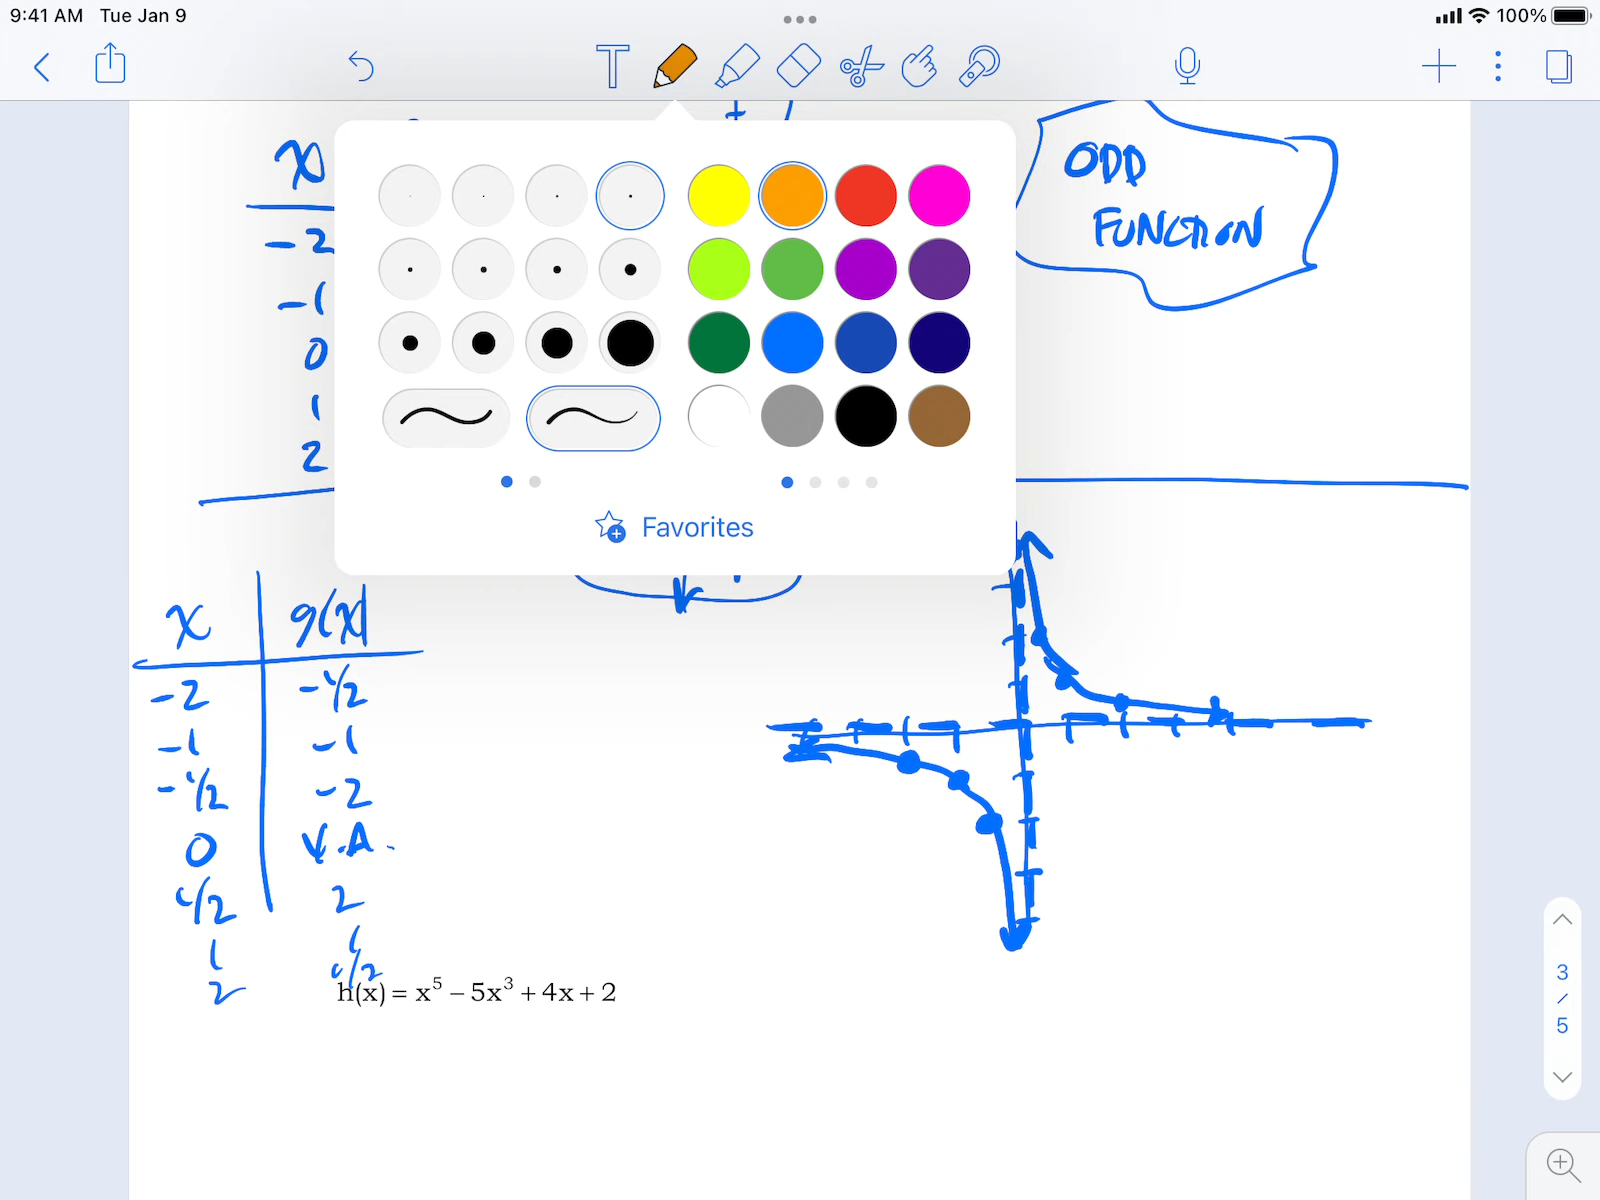 9:41 AM Tue Jan 9
100%
T
x
-2
-1
0
1
2
ODD
FUNCTION
Favorites
x g(x)
-2 -1/2
-1 -1
-1/2 -2
0 V.A.
1/2 2
1 1
2 1/2
h(x) = x⁵ – 5x³ + 4x + 2
3
/
5